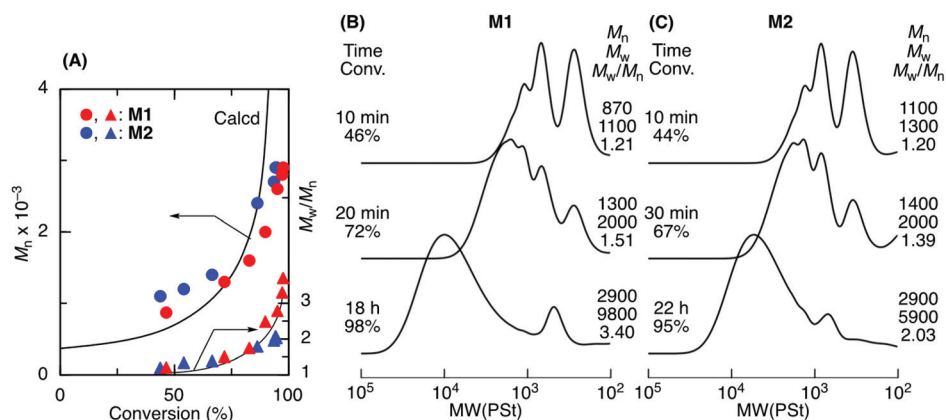 (A)
4
Calcd
●, ▲: M1
●, ▲: M2
Mn x 10⁻³
2
0
Mw/Mn
3
2
1
0
50
100
Conversion (%)
(B)
M1
Time
Conv.
Mn
Mw
Mw/Mn
10 min
46%
870
1100
1.21
20 min
72%
1300
2000
1.51
18 h
98%
2900
9800
3.40
10⁵
10⁴
10³
10²
MW(PSt)
(C)
M2
Time
Conv.
Mn
Mw
Mw/Mn
10 min
44%
1100
1300
1.20
30 min
67%
1400
2000
1.39
22 h
95%
2900
5900
2.03
10⁵
10⁴
10³
10²
MW(PSt)